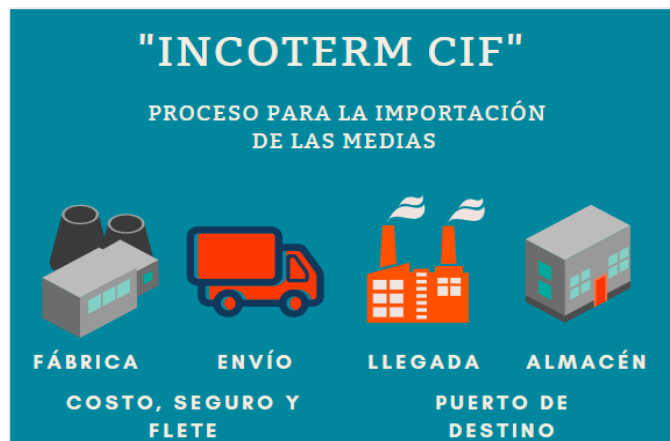 "INCOTERM CIF"
PROCESO PARA LA IMPORTACIÓN
DE LAS MEDIAS
FÁBRICA
ENVÍO
LLEGADA
ALMACÉN
COSTO, SEGURO Y
FLETE
PUERTO DE
DESTINO